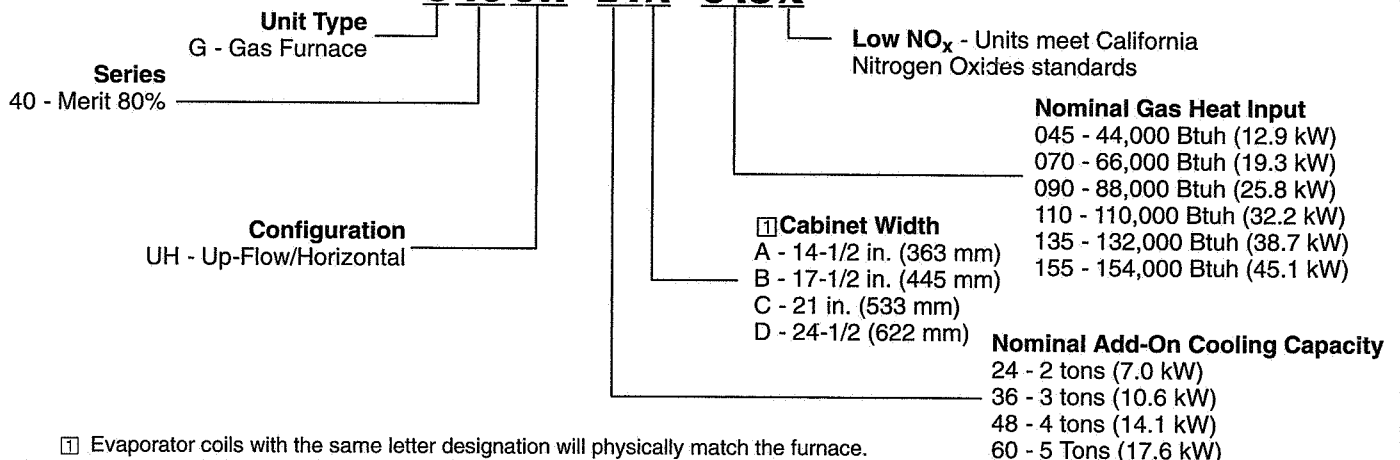 Unit Type
G - Gas Furnace
Low NOx - Units meet California
Nitrogen Oxides standards
Series
40 - Merit 80%
Nominal Gas Heat Input
045 - 44,000 Btuh (12.9 kW)
070 - 66,000 Btuh (19.3 kW)
090 - 88,000 Btuh (25.8 kW)
110 - 110,000 Btuh (32.2 kW)
135 - 132,000 Btuh (38.7 kW)
155 - 154,000 Btuh (45.1 kW)
Configuration
UH - Up-Flow/Horizontal
1 Cabinet Width
A - 14-1/2 in. (363 mm)
B - 17-1/2 in. (445 mm)
C - 21 in. (533 mm)
D - 24-1/2 (622 mm)
Nominal Add-On Cooling Capacity
24 - 2 tons (7.0 kW)
36 - 3 tons (10.6 kW)
48 - 4 tons (14.1 kW)
60 - 5 Tons (17.6 kW)
1 Evaporator coils with the same letter designation will physically match the furnace.